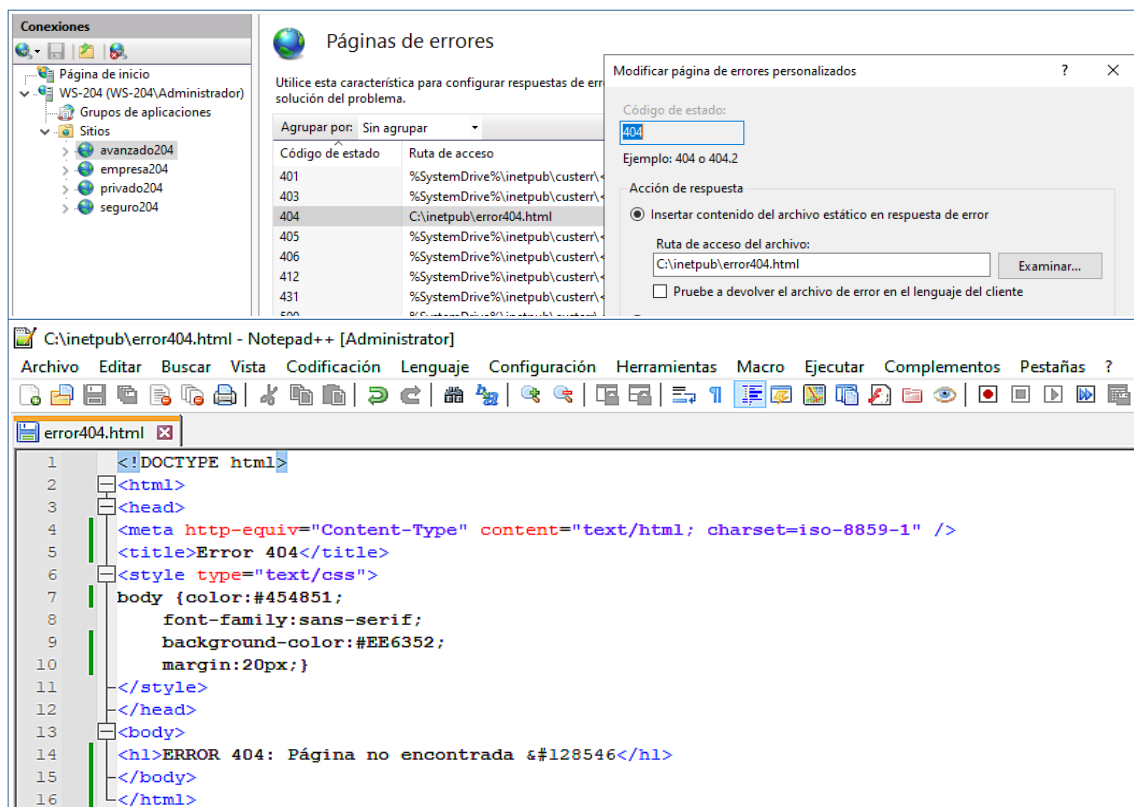 Conexiones
Página de inicio
WS-204 (WS-204\Administrador)
Grupos de aplicaciones
Sitios
avanzado204
empresa204
privado204
seguro204
Páginas de errores
Utilice esta característica para configurar respuestas de err
solución del problema.
Agrupar por: Sin agrupar
Código de estado Ruta de acceso
401 %SystemDrive%\inetpub\custerr\<
403 %SystemDrive%\inetpub\custerr\<
404 C:\inetpub\error404.html
405 %SystemDrive%\inetpub\custerr\<
406 %SystemDrive%\inetpub\custerr\<
412 %SystemDrive%\inetpub\custerr\<
431 %SystemDrive%\inetpub\custerr\<
Modificar página de errores personalizados ? ×
Código de estado:
404
Ejemplo: 404 o 404.2
Acción de respuesta
Insertar contenido del archivo estático en respuesta de error
Ruta de acceso del archivo:
C:\inetpub\error404.html Examinar...
Pruebe a devolver el archivo de error en el lenguaje del cliente
C:\inetpub\error404.html - Notepad++ [Administrator]
Archivo Editar Buscar Vista Codificación Lenguaje Configuración Herramientas Macro Ejecutar Complementos Pestañas ?
error404.html
1 <!DOCTYPE html>
2 <html>
3 <head>
4 <meta http-equiv="Content-Type" content="text/html; charset=iso-8859-1" />
5 <title>Error 404</title>
6 <style type="text/css">
7 body {color:#454851;
8 font-family:sans-serif;
9 background-color:#EE6352;
10 margin:20px;}
11 </style>
12 </head>
13 <body>
14 <h1>ERROR 404: Página no encontrada &#128546</h1>
15 </body>
16 </html>